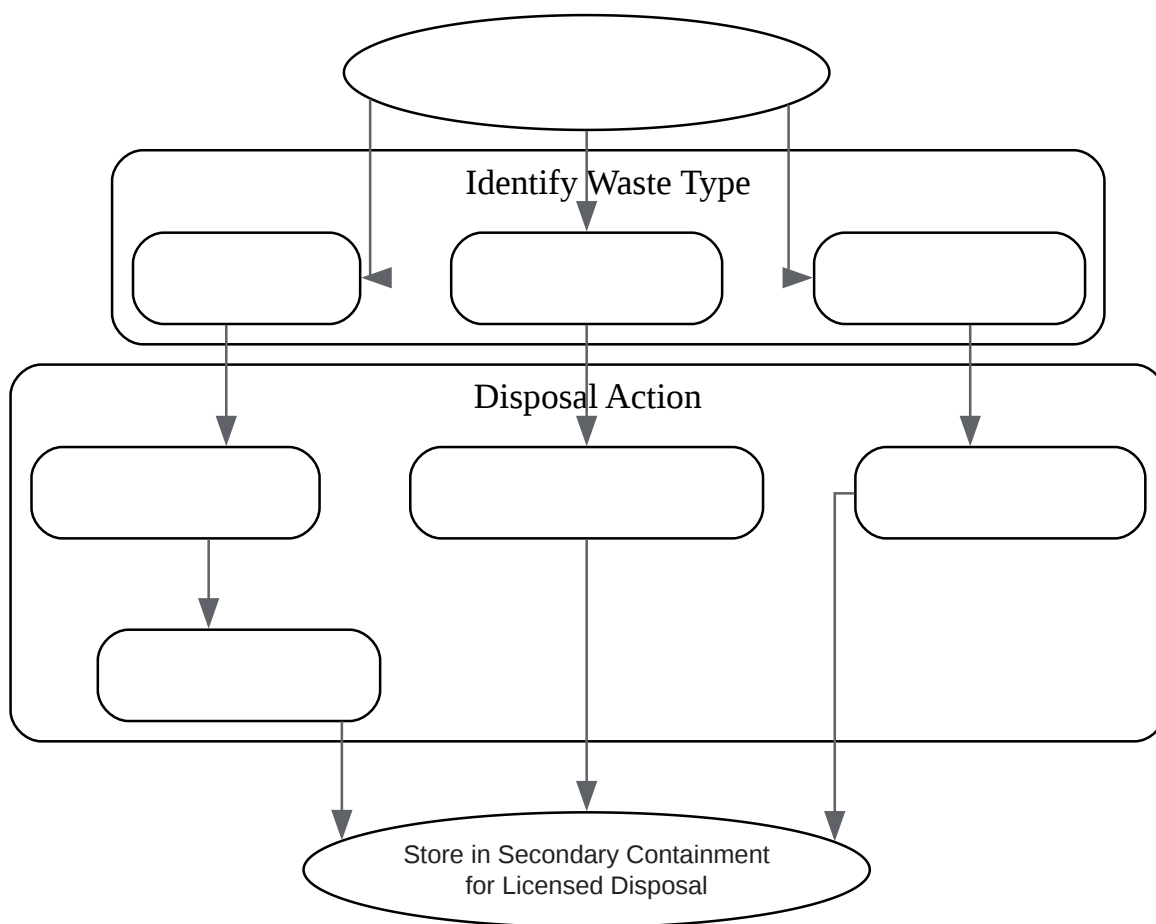 Identify Waste Type
Disposal Action
Store in Secondary Containment
for Licensed Disposal